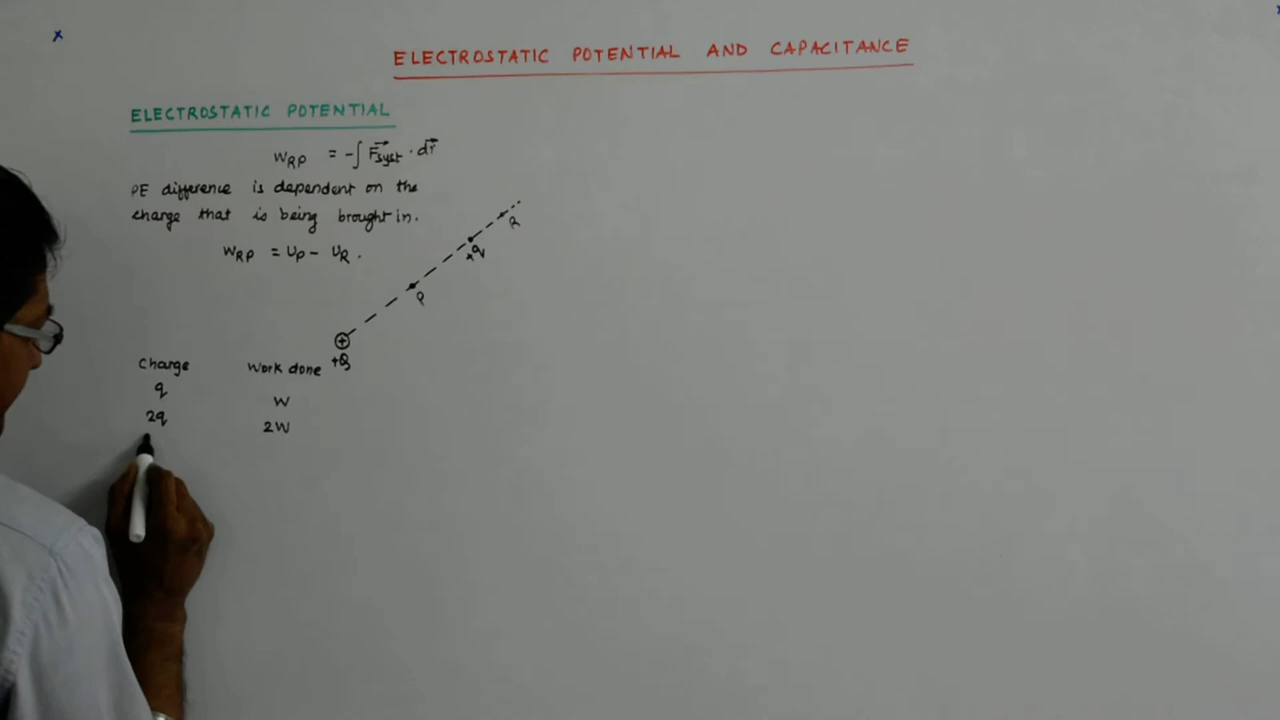 ELECTROSTATIC POTENTIAL AND CAPACITANCE
ELECTROSTATIC POTENTIAL
W_RP = -∫ F⃗_syst · dr⃗
PE difference is dependent on the
charge that is being brought in.
W_RP = U_P - U_R .
R
+q
P
+
+Q
Charge Work done
q W
2q 2W